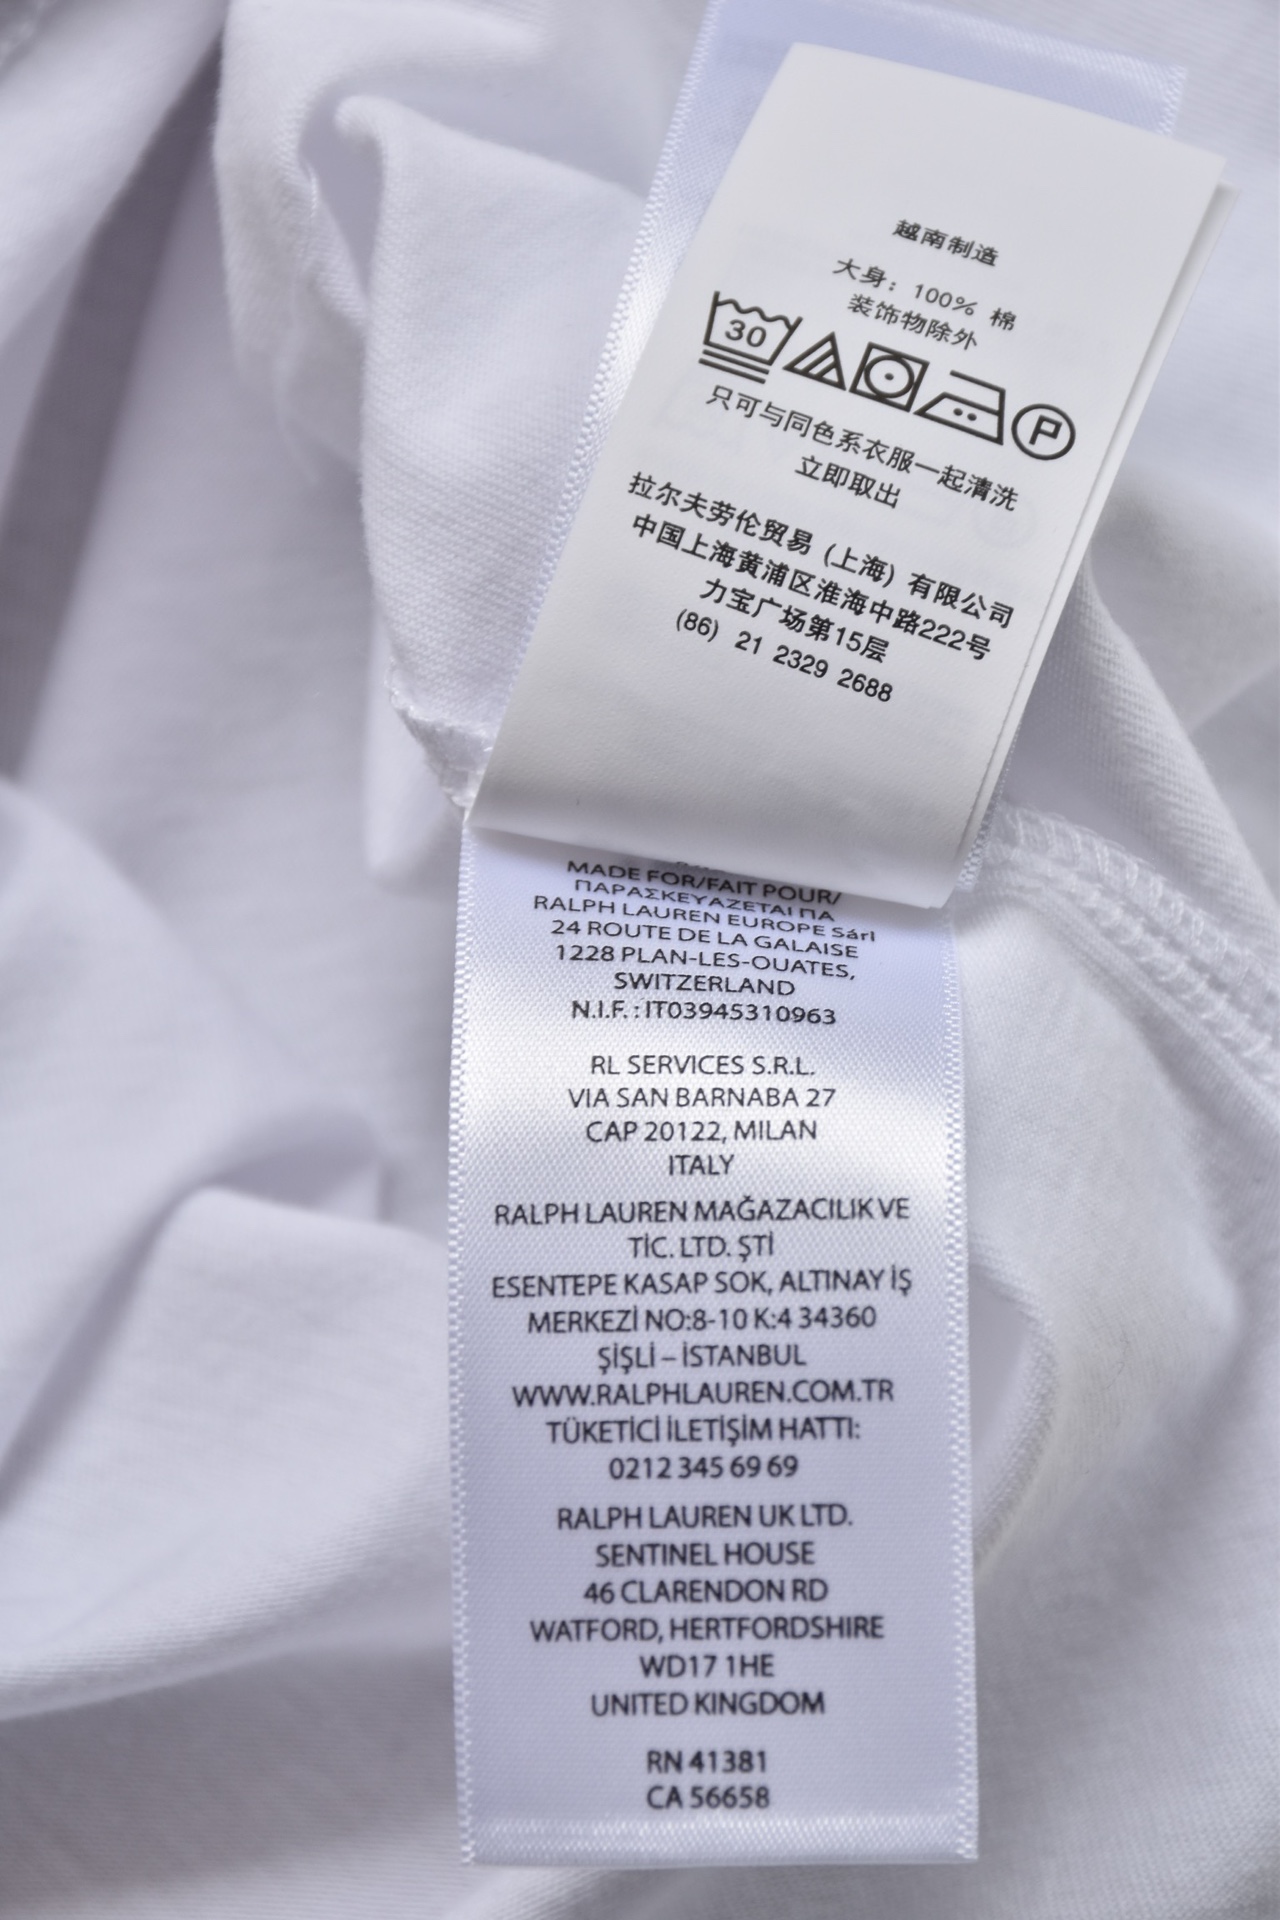 越南制造
大身: 100% 棉
装饰物除外
30
P
只可与同色系衣服一起清洗
立即取出
拉尔夫劳伦贸易 (上海) 有限公司
中国上海黄浦区淮海中路222号
力宝广场第15层
(86) 21 2329 2688
MADE FOR/FAIT POUR/
ΠΑΡΑΣΚΕΥΑΖΕΤΑΙ ΠΑ
RALPH LAUREN EUROPE Sárl
24 ROUTE DE LA GALAISE
1228 PLAN-LES-OUATES,
SWITZERLAND
N.I.F. : IT03945310963
RL SERVICES S.R.L.
VIA SAN BARNABA 27
CAP 20122, MILAN
ITALY
RALPH LAUREN MAĞAZACILIK VE
TİC. LTD. ŞTİ
ESENTEPE KASAP SOK, ALTINAY İŞ
MERKEZİ NO:8-10 K:4 34360
ŞİŞLİ – İSTANBUL
WWW.RALPHLAUREN.COM.TR
TÜKETİCİ İLETİŞİM HATTI:
0212 345 69 69
RALPH LAUREN UK LTD.
SENTINEL HOUSE
46 CLARENDON RD
WATFORD, HERTFORDSHIRE
WD17 1HE
UNITED KINGDOM
RN 41381
CA 56658